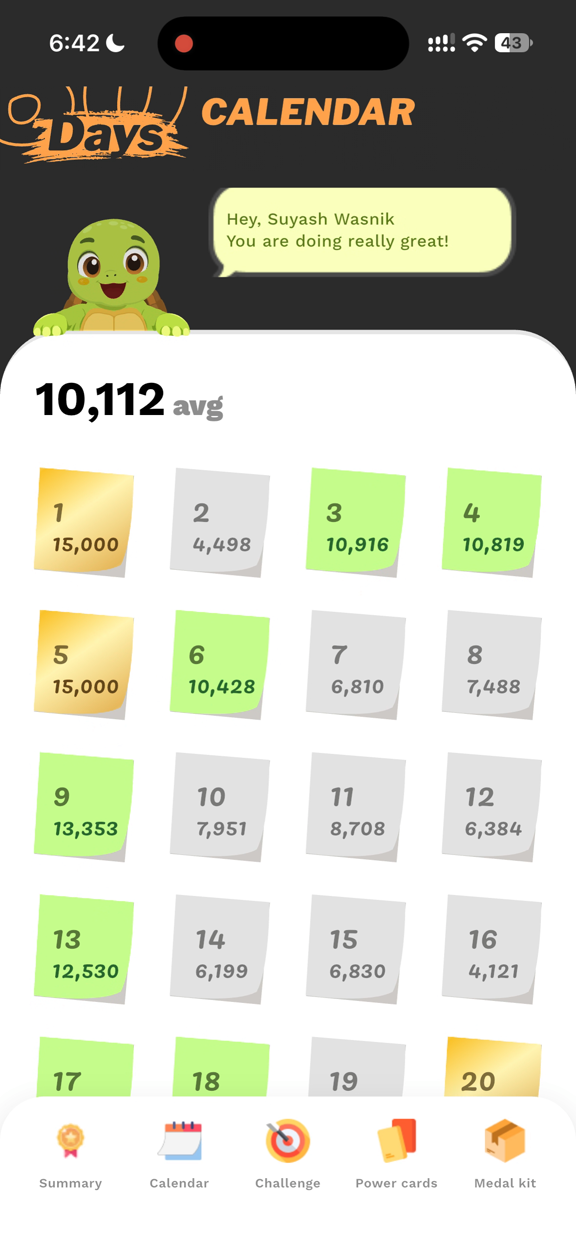 6:42
43
Days CALENDAR
Hey, Suyash Wasnik
You are doing really great!
10,112 avg
1 2 3 4
15,000 4,498 10,916 10,819
5 6 7 8
15,000 10,428 6,810 7,488
9 10 11 12
13,353 7,951 8,708 6,384
13 14 15 16
12,530 6,199 6,830 4,121
17 18 19 20
Summary Calendar Challenge Power cards Medal kit